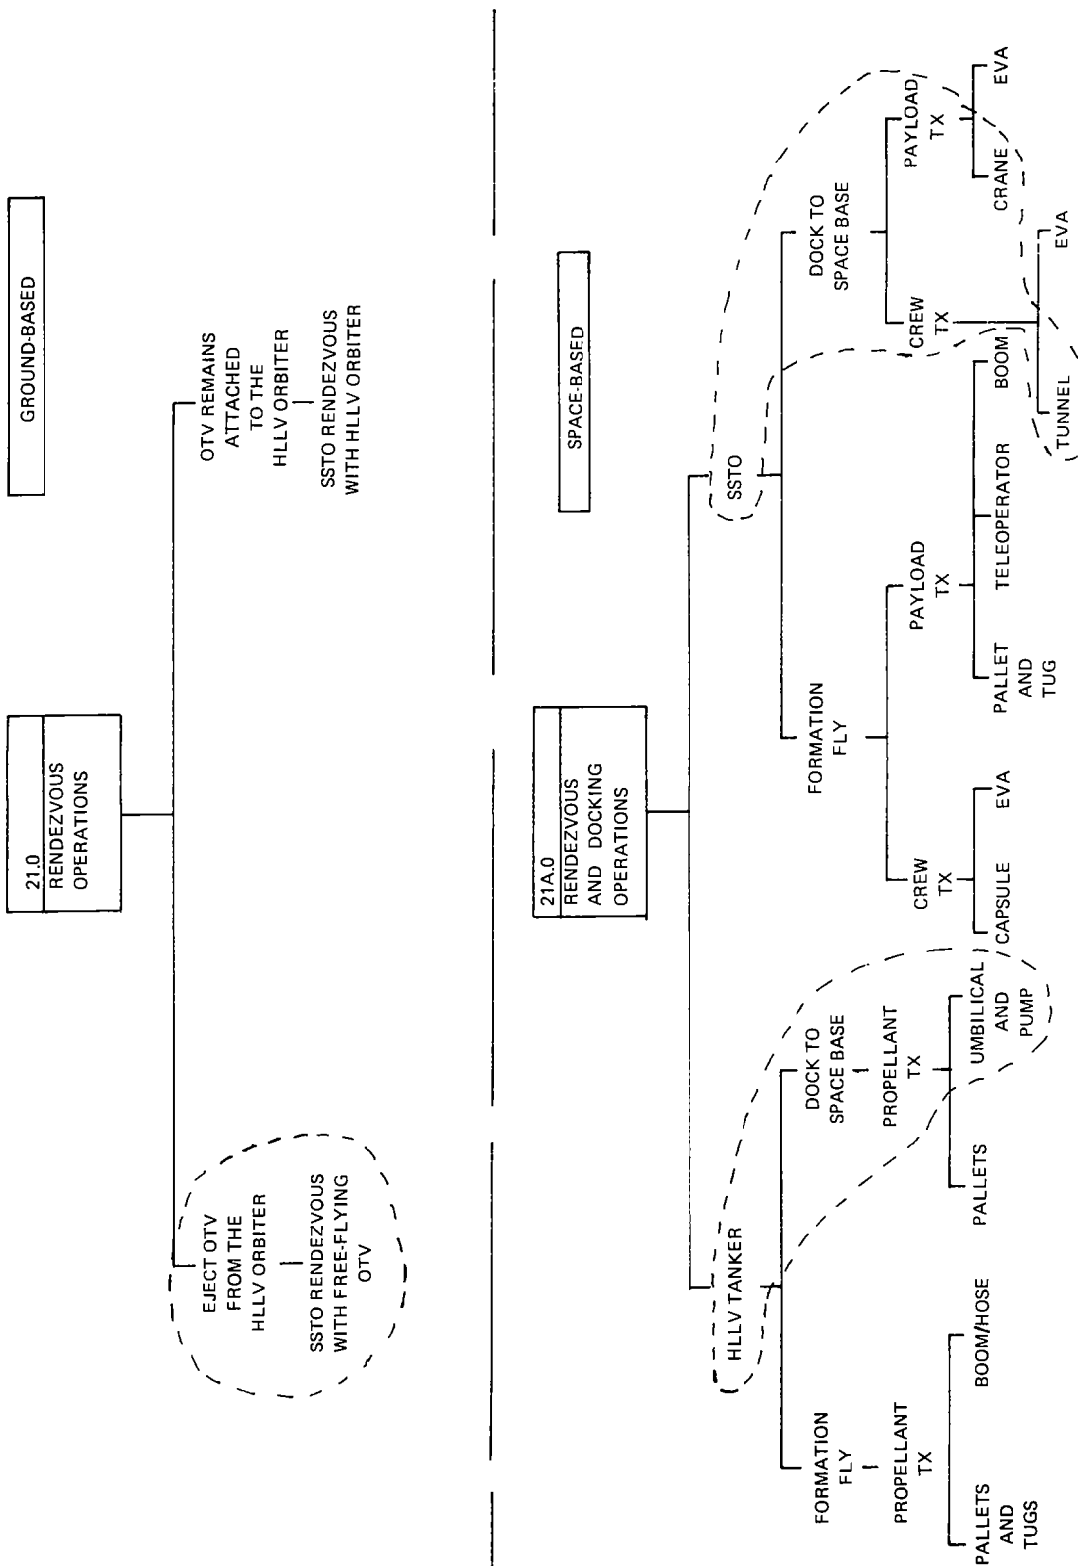 GROUND-BASED
21.0
RENDEZVOUS
OPERATIONS
EJECT OTV
FROM THE
HLLV ORBITER
SSTO RENDEZVOUS
WITH FREE-FLYING
OTV
OTV REMAINS
ATTACHED
TO THE
HLLV ORBITER
SSTO RENDEZVOUS
WITH HLLV ORBITER
SPACE-BASED
21A.0
RENDEZVOUS
AND DOCKING
OPERATIONS
HLLV TANKER
SSTO
FORMATION
FLY
PROPELLANT
TX
PALLETS
AND
TUGS
BOOM/HOSE
DOCK TO
SPACE BASE
PROPELLANT
TX
PALLETS
UMBILICAL
AND
PUMP
FORMATION
FLY
CREW
TX
CAPSULE
EVA
PAYLOAD
TX
PALLET
AND
TUG
TELEOPERATOR
BOOM
DOCK TO
SPACE BASE
CREW
TX
TUNNEL
EVA
PAYLOAD
TX
CRANE
EVA